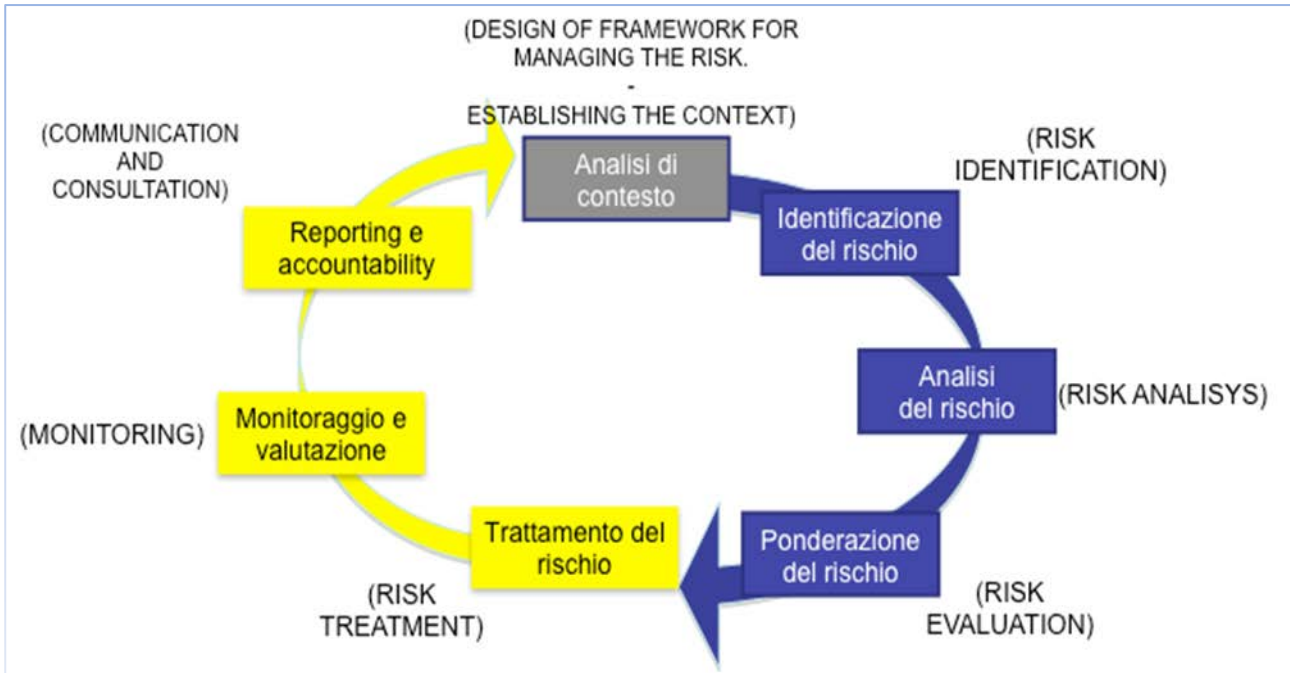 (DESIGN OF FRAMEWORK FOR
MANAGING THE RISK.
-
ESTABLISHING THE CONTEXT)
Analisi di
contesto
(RISK
IDENTIFICATION)
Identificazione
del rischio
Analisi
del rischio
(RISK ANALISYS)
Ponderazione
del rischio
(RISK
EVALUATION)
Trattamento del
rischio
(RISK
TREATMENT)
Monitoraggio e
valutazione
(MONITORING)
Reporting e
accountability
(COMMUNICATION
AND
CONSULTATION)